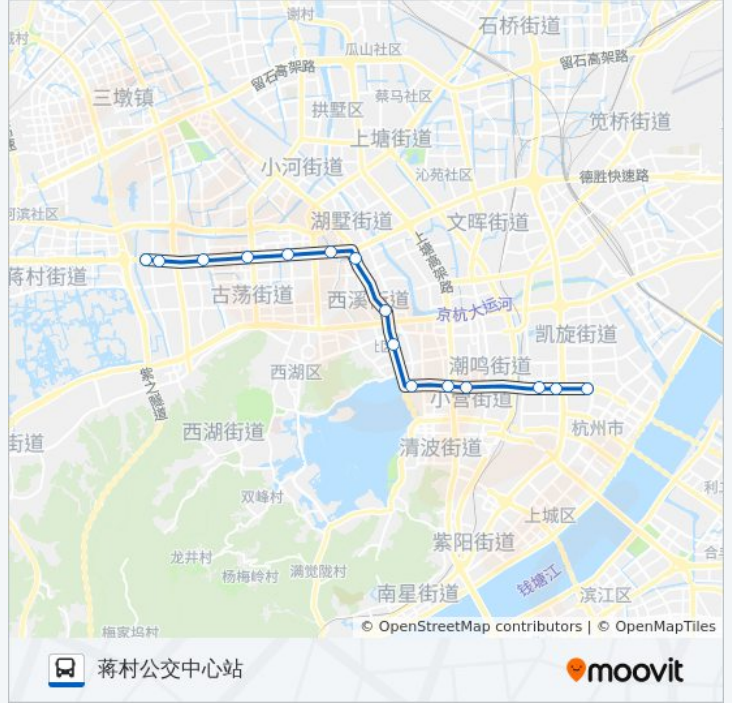 谢村
石桥街道
瓜山社区
留石高架路
留石高架路
三墩镇
蔡马社区
拱墅区
笕桥街道
上塘街道
小河街道
沁苑社区
德胜快速路
湖墅街道
文晖街道
上塘高架路
蒋村街道
古荡街道
西溪街道
京杭大运河
凯旋街道
潮鸣街道
西湖区
紫之隧道
小营街道
西湖街道
杭州市
街道
清波街道
双峰村
上城区
紫阳街道
龙井村
杨梅岭村
满觉陇村
钱塘江
南星街道
滨江区
梅家坞村
© OpenStreetMap contributors | © OpenMapTiles
蒋村公交中心站
moovit